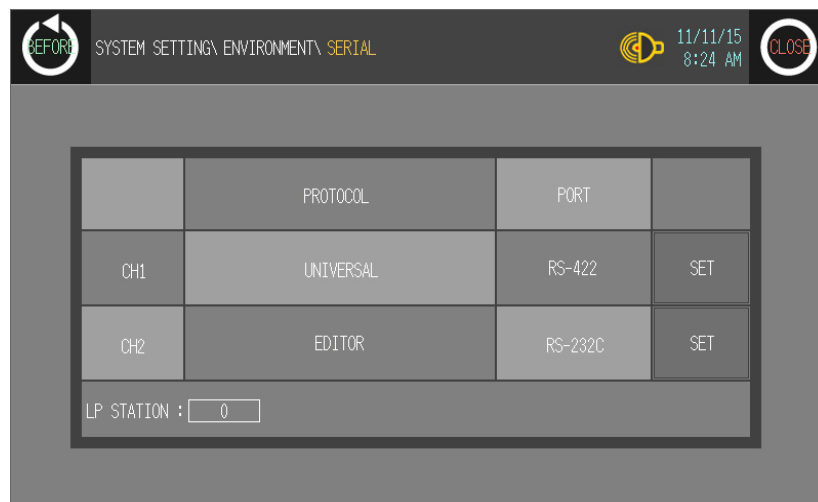 BEFORE SYSTEM SETTING\ ENVIRONMENT\ SERIAL 11/11/15 8:24 AM CLOSE
PROTOCOL PORT
CH1 UNIVERSAL RS-422 SET
CH2 EDITOR RS-232C SET
LP STATION : 0